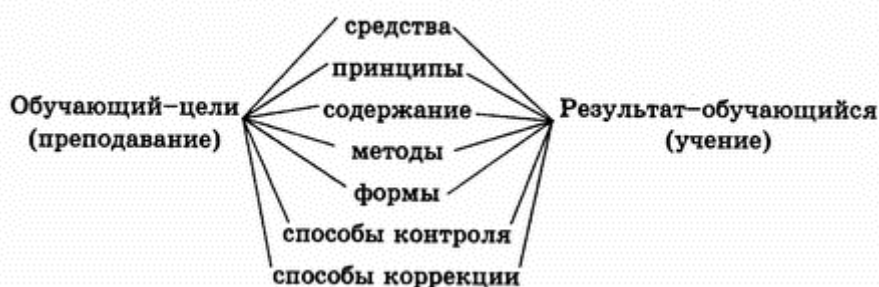 средства
принципы
Обучающий–цели
(преподавание)
содержание
методы
формы
способы контроля
способы коррекции
Результат–обучающийся
(учение)